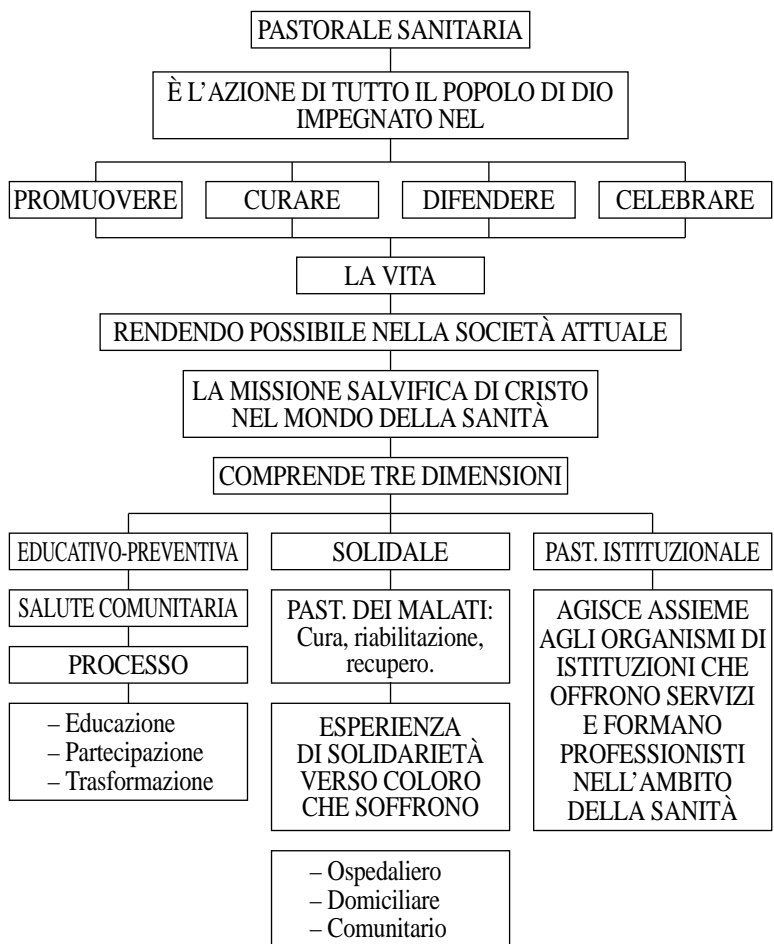 PASTORALE SANITARIA
È L'AZIONE DI TUTTO IL POPOLO DI DIO
IMPEGNATO NEL
PROMUOVERE
CURARE
DIFENDERE
CELEBRARE
LA VITA
RENDENDO POSSIBILE NELLA SOCIETÀ ATTUALE
LA MISSIONE SALVIFICA DI CRISTO
NEL MONDO DELLA SANITÀ
COMPRENDE TRE DIMENSIONI
EDUCATIVO-PREVENTIVA
SALUTE COMUNITARIA
PROCESSO
– Educazione
– Partecipazione
– Trasformazione
SOLIDALE
PAST. DEI MALATI:
Cura, riabilitazione,
recupero.
ESPERIENZA
DI SOLIDARIETÀ
VERSO COLORO
CHE SOFFRONO
– Ospedaliero
– Domiciliare
– Comunitario
PAST. ISTITUZIONALE
AGISCE ASSIEME
AGLI ORGANISMI DI
ISTITUZIONI CHE
OFFRONO SERVIZI
E FORMANO
PROFESSIONISTI
NELL'AMBITO
DELLA SANITÀ